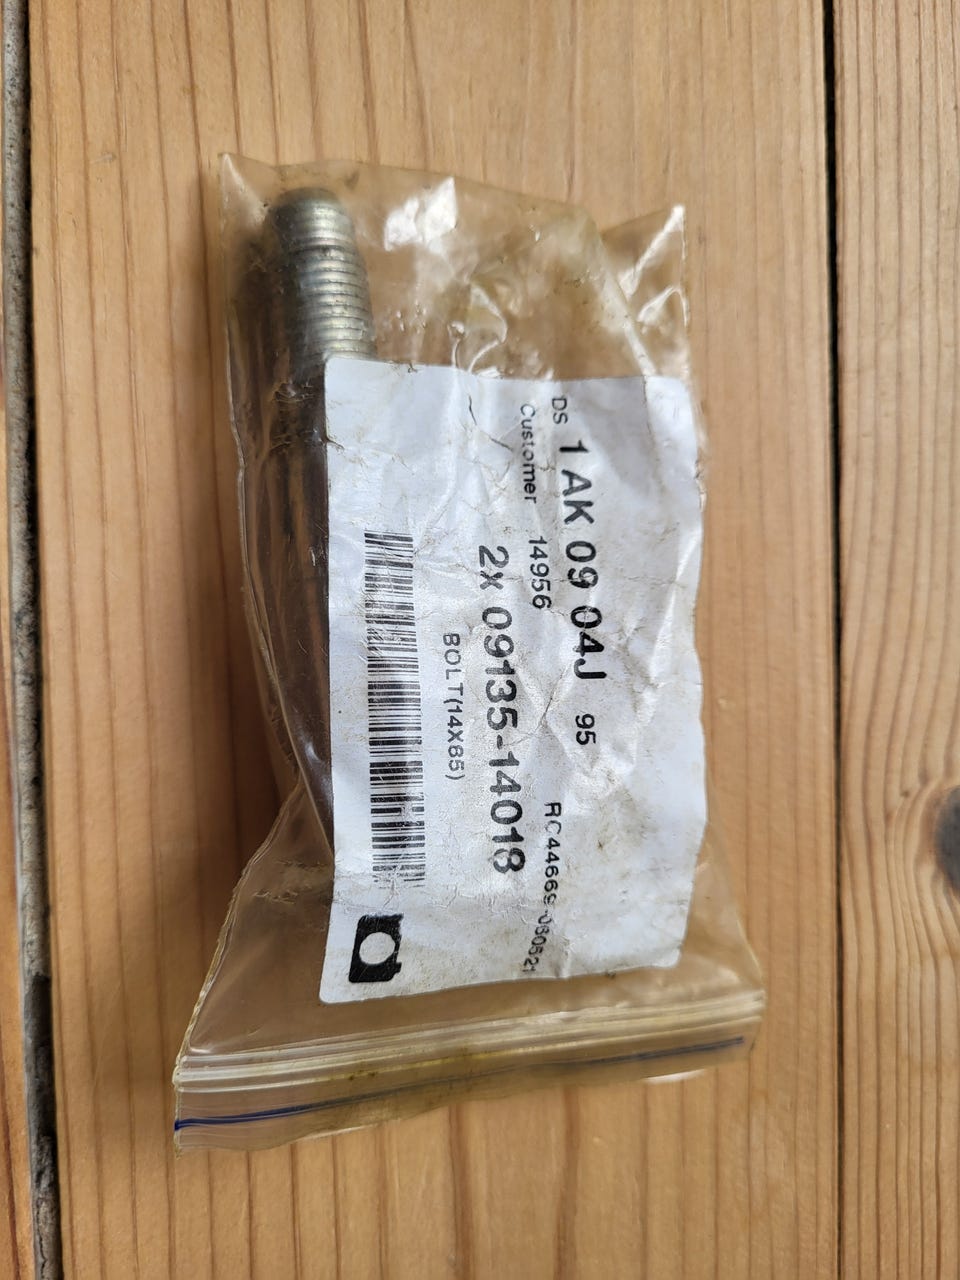 DS 1 AK 09 04J 95
Customer 14956
2X 09135-14018
BOLT(14X85)